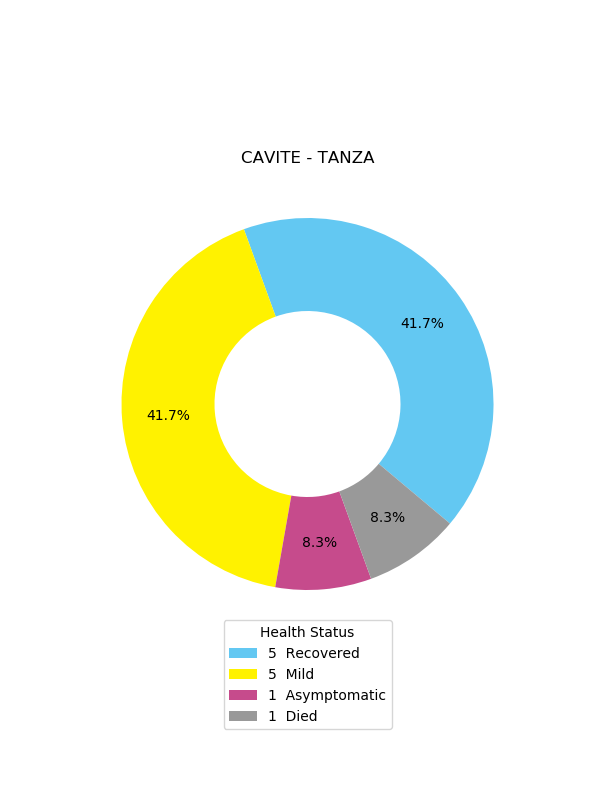 CAVITE - TANZA
41.7%
41.7%
8.3%
8.3%
Health Status
5 Recovered
5 Mild
1 Asymptomatic
1 Died